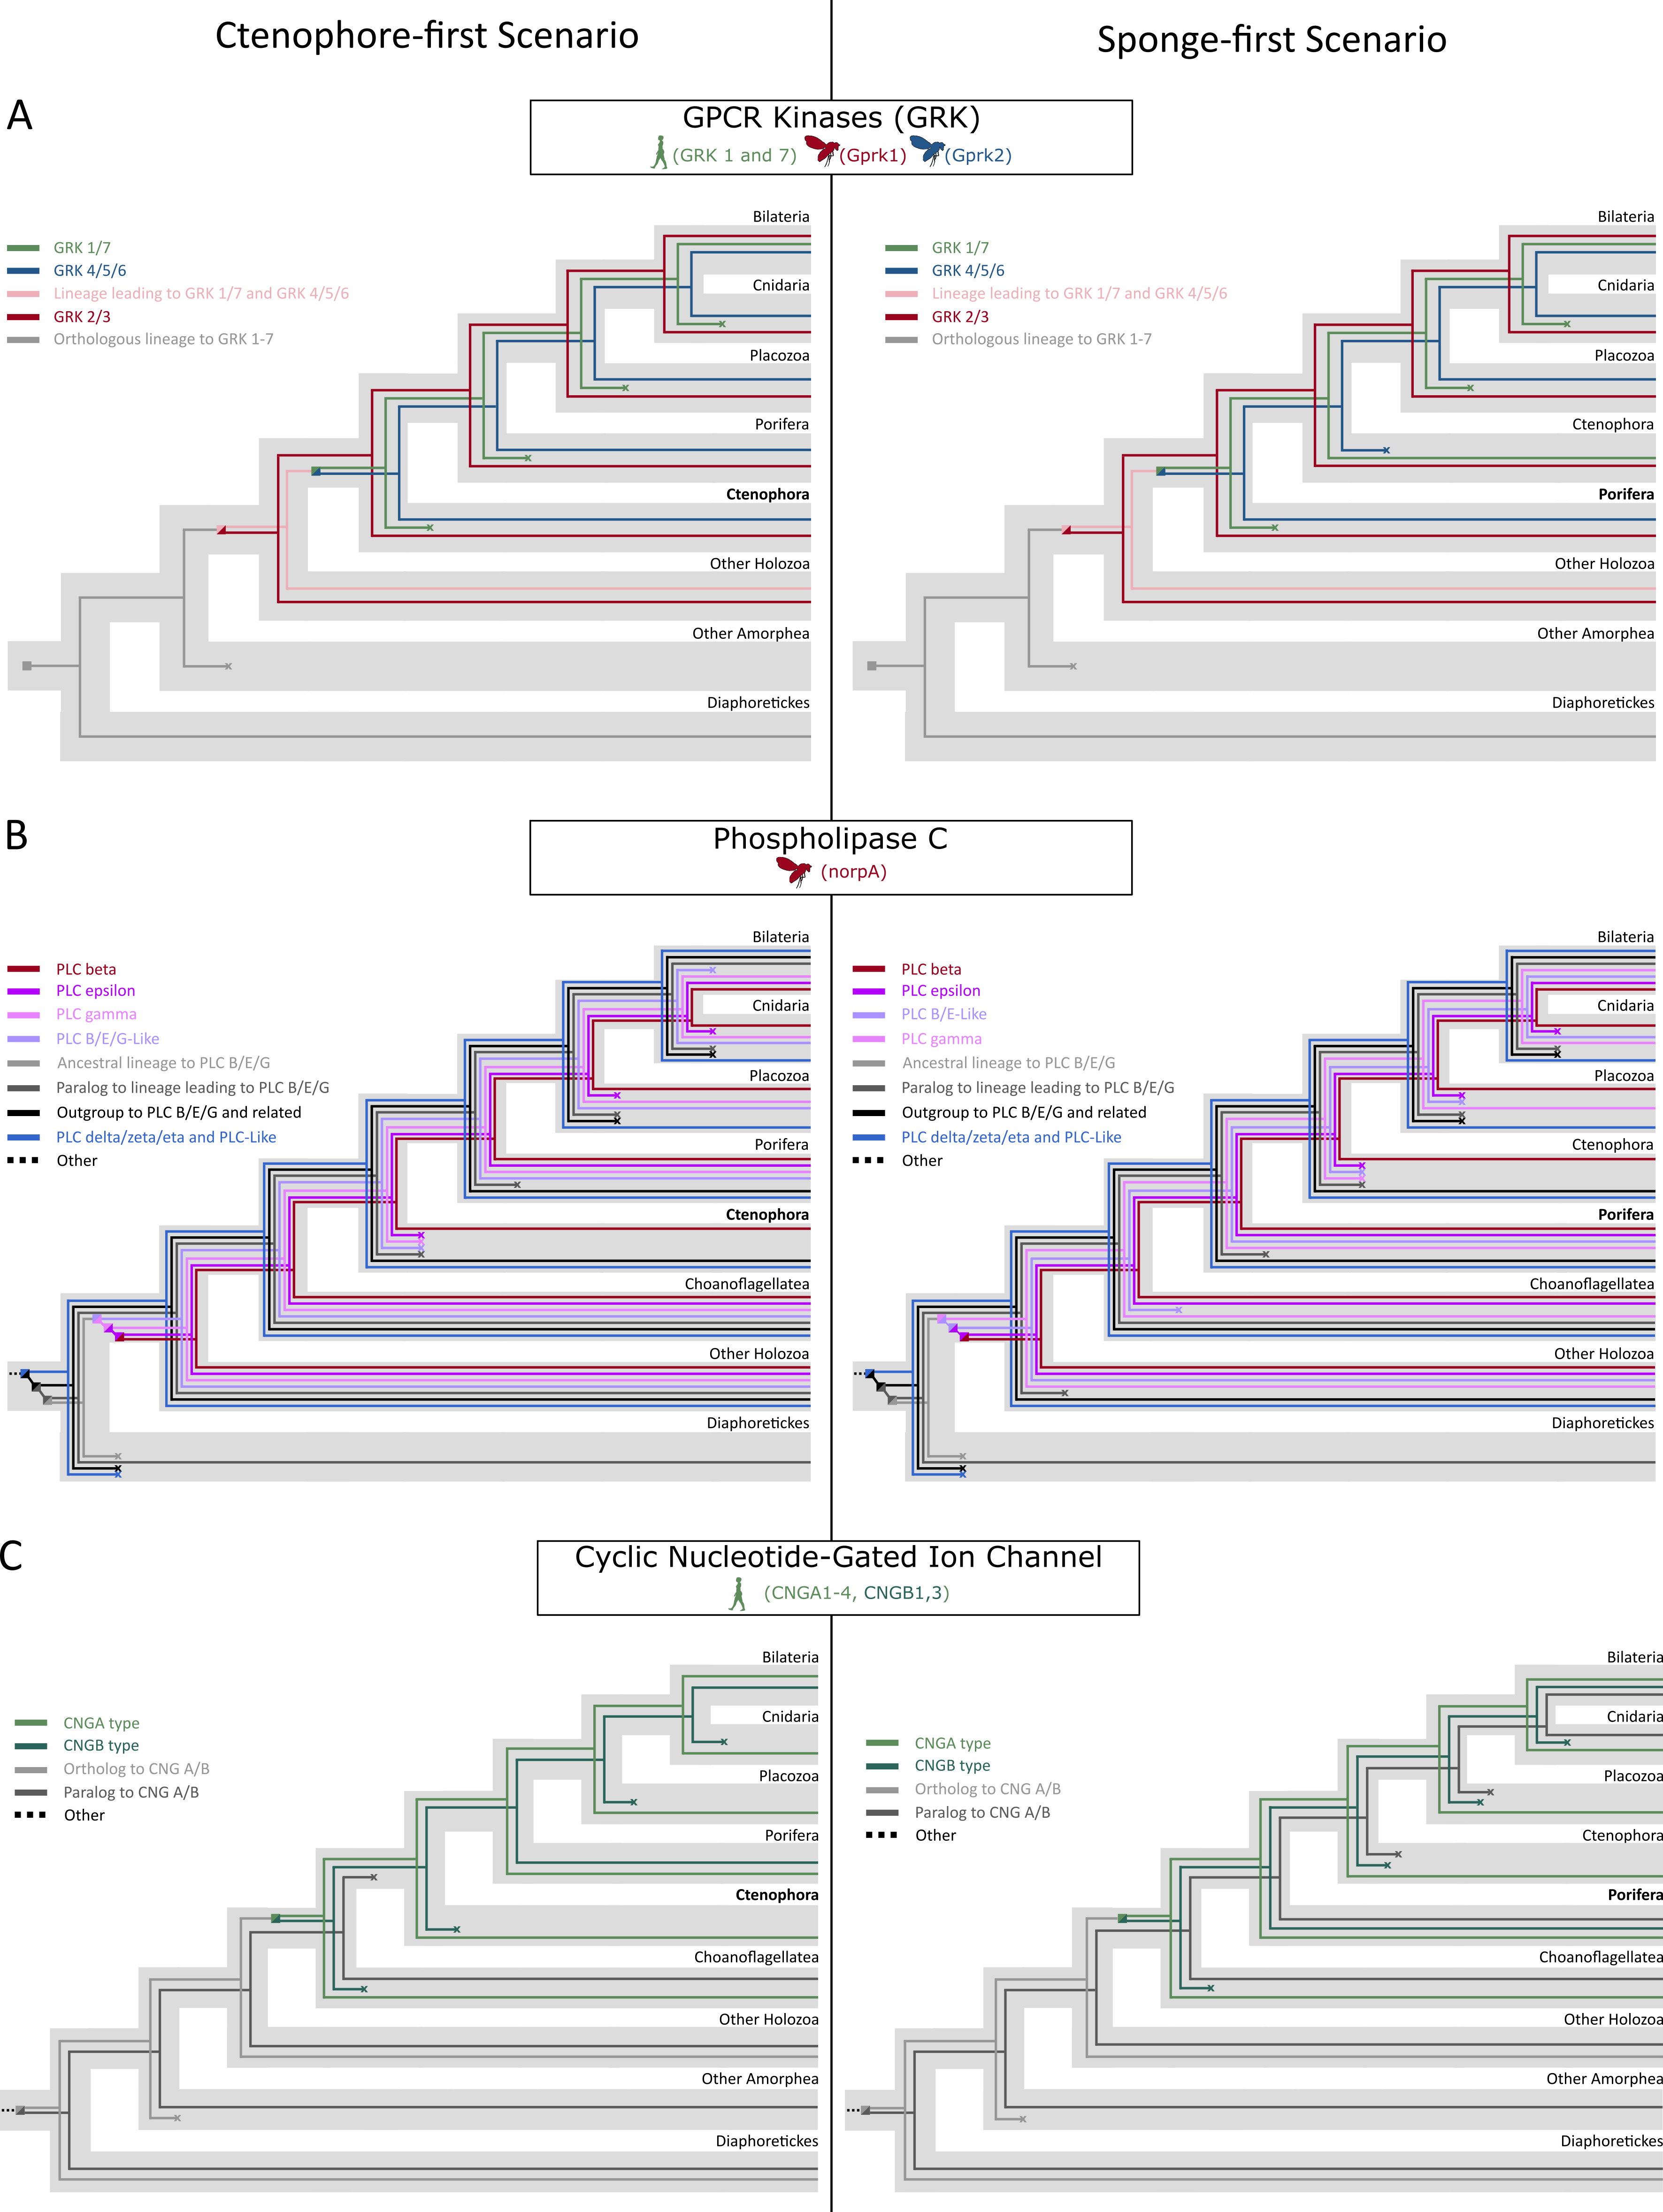 Ctenophore-first Scenario
Sponge-first Scenario
A
GPCR Kinases (GRK)
(GRK 1 and 7) (Gprk1) (Gprk2)
GRK 1/7
GRK 4/5/6
Lineage leading to GRK 1/7 and GRK 4/5/6
GRK 2/3
Orthologous lineage to GRK 1-7
Bilateria
Cnidaria
Placozoa
Porifera
Ctenophora
Other Holozoa
Other Amorphea
Diaphoretickes
GRK 1/7
GRK 4/5/6
Lineage leading to GRK 1/7 and GRK 4/5/6
GRK 2/3
Orthologous lineage to GRK 1-7
Bilateria
Cnidaria
Placozoa
Ctenophora
Porifera
Other Holozoa
Other Amorphea
Diaphoretickes
B
Phospholipase C
(norpA)
PLC beta
PLC epsilon
PLC gamma
PLC B/E/G-Like
Ancestral lineage to PLC B/E/G
Paralog to lineage leading to PLC B/E/G
Outgroup to PLC B/E/G and related
PLC delta/zeta/eta and PLC-Like
Other
Bilateria
Cnidaria
Placozoa
Porifera
Ctenophora
Choanoflagellatea
Other Holozoa
Diaphoretickes
PLC beta
PLC epsilon
PLC B/E-Like
PLC gamma
Ancestral lineage to PLC B/E/G
Paralog to lineage leading to PLC B/E/G
Outgroup to PLC B/E/G and related
PLC delta/zeta/eta and PLC-Like
Other
Bilateria
Cnidaria
Placozoa
Ctenophora
Porifera
Choanoflagellatea
Other Holozoa
Diaphoretickes
C
Cyclic Nucleotide-Gated Ion Channel
(CNGA1-4, CNGB1,3)
CNGA type
CNGB type
Ortholog to CNG A/B
Paralog to CNG A/B
Other
Bilateria
Cnidaria
Placozoa
Porifera
Ctenophora
Choanoflagellatea
Other Holozoa
Other Amorphea
Diaphoretickes
CNGA type
CNGB type
Ortholog to CNG A/B
Paralog to CNG A/B
Other
Bilateria
Cnidaria
Placozoa
Ctenophora
Porifera
Choanoflagellatea
Other Holozoa
Other Amorphea
Diaphoretickes